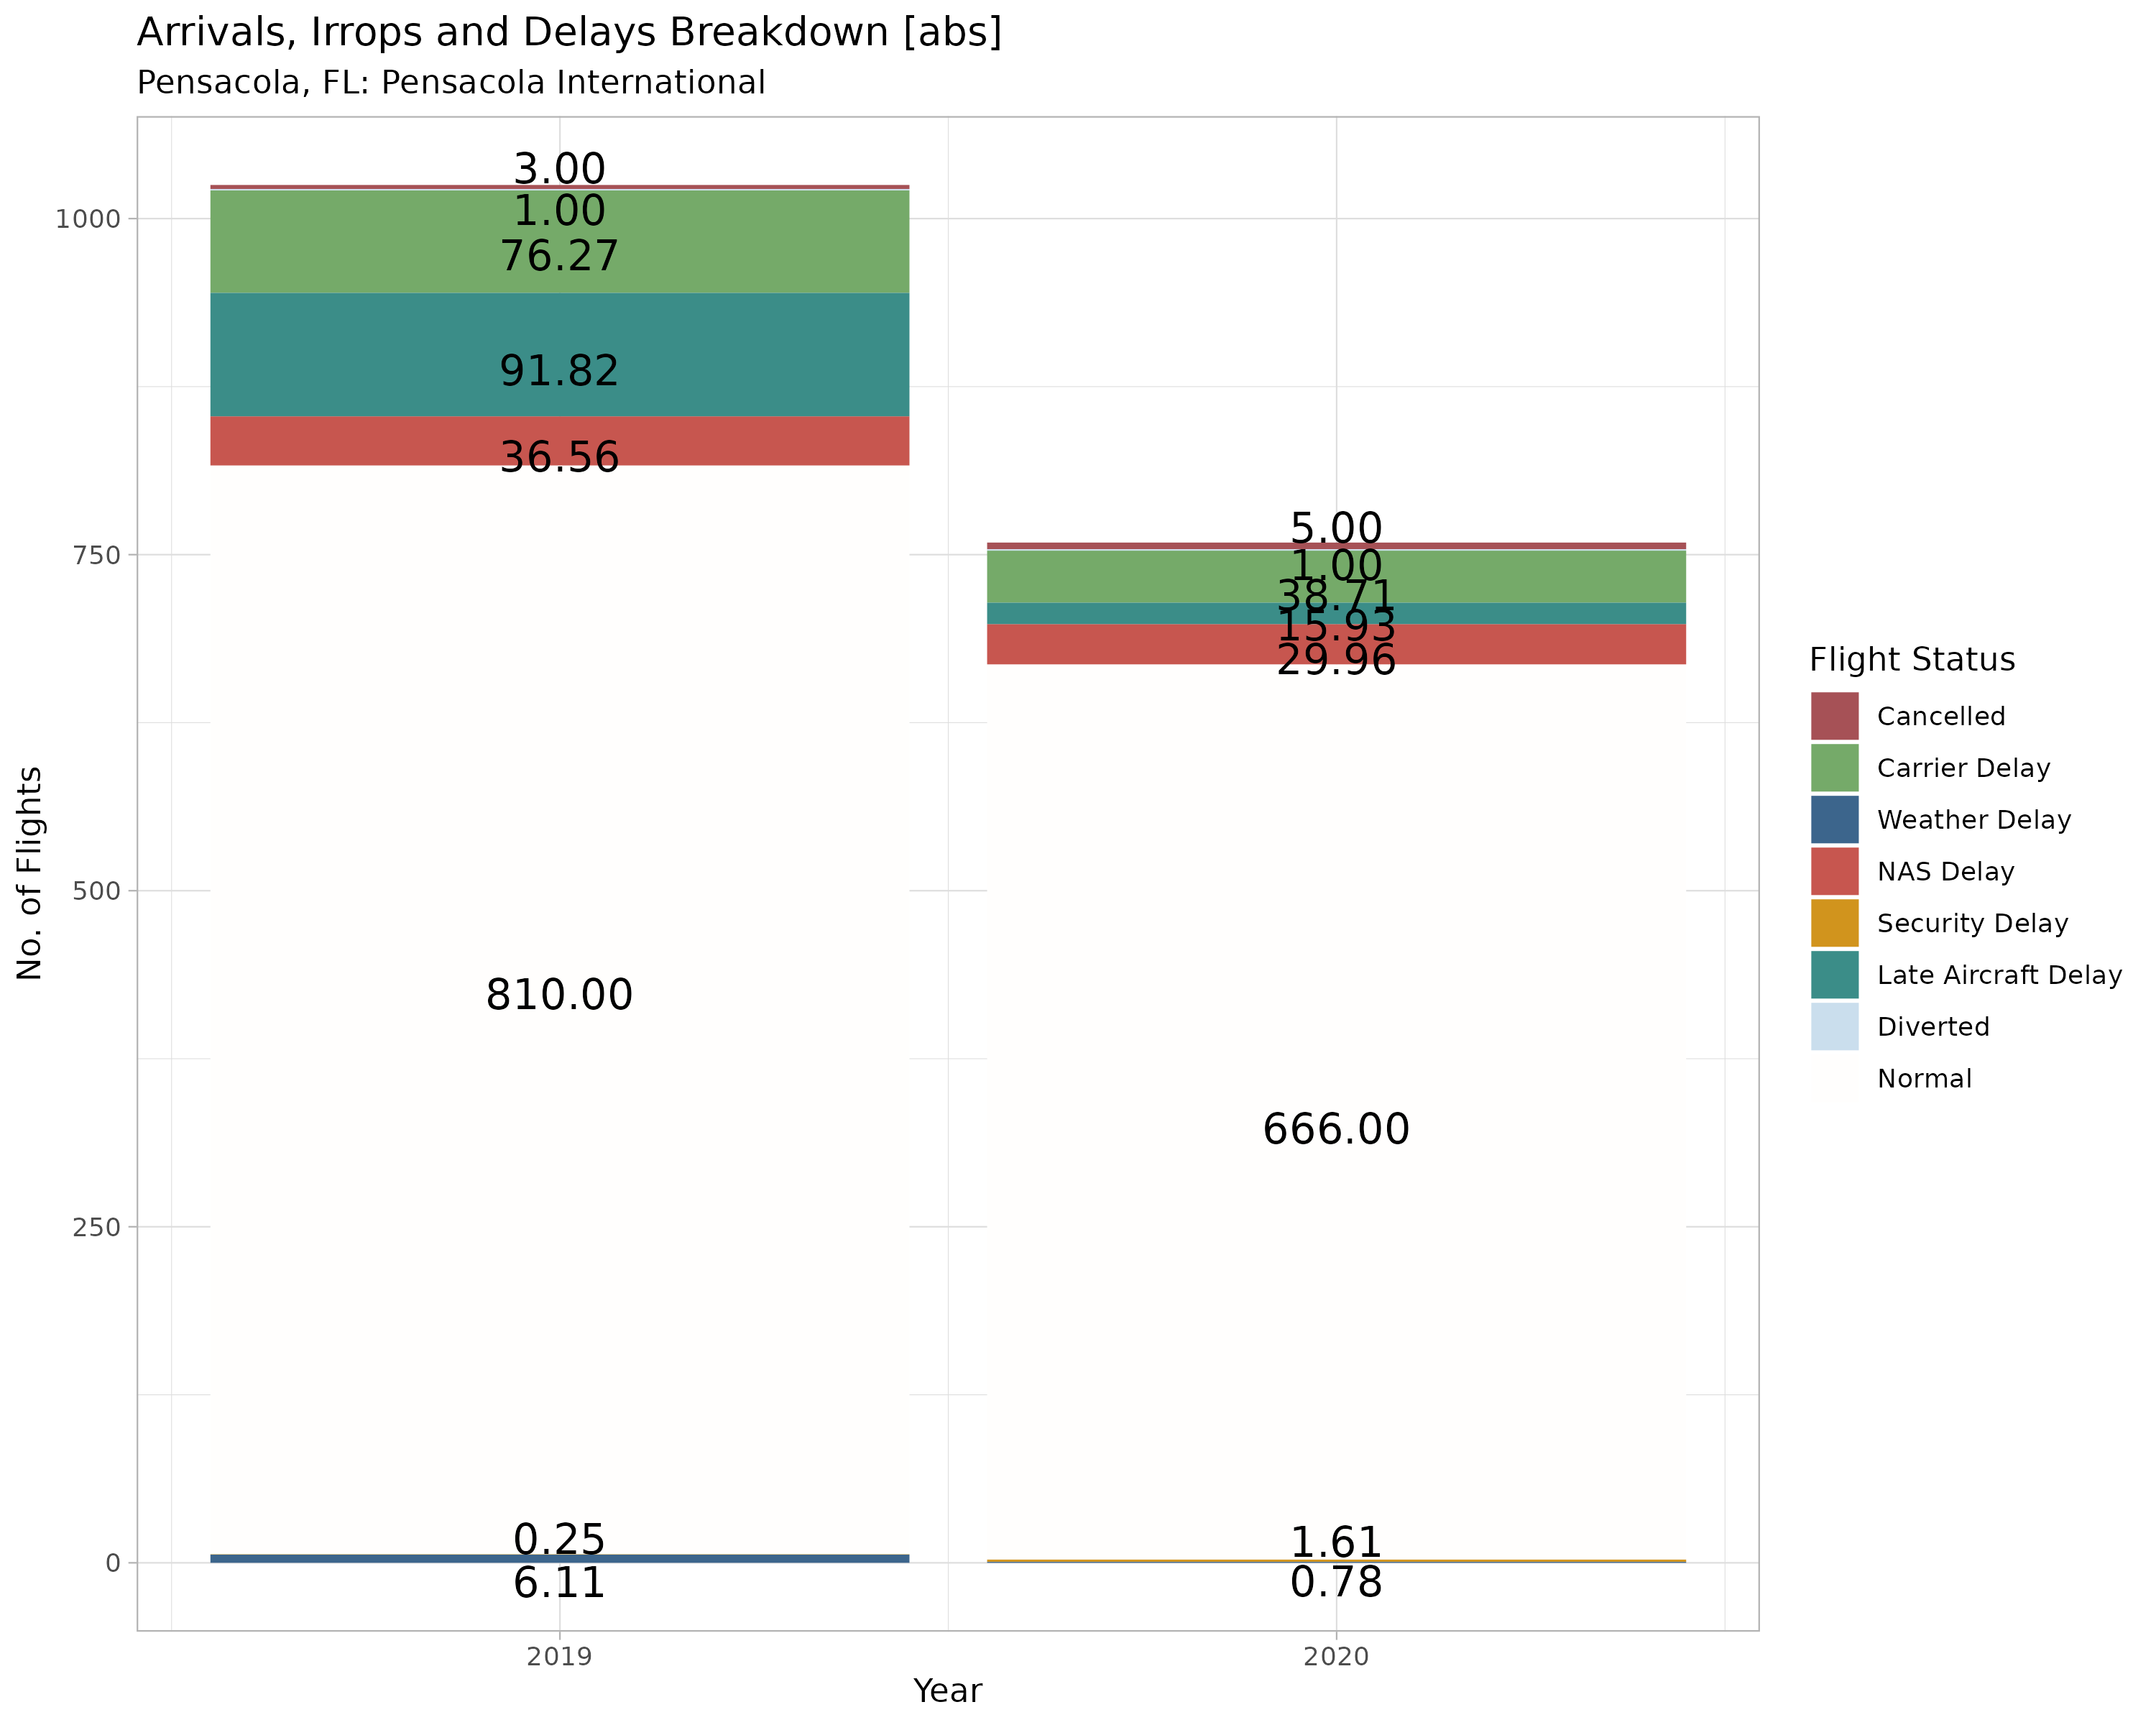 Arrivals, Irrops and Delays Breakdown [abs]
Pensacola, FL: Pensacola International
No. of Flights
1000
750
500
250
0
3.00
1.00
76.27
91.82
36.56
810.00
0.25
6.11
5.00
1.00
38.71
15.93
29.96
666.00
1.61
0.78
2019
2020
Year
Flight Status
Cancelled
Carrier Delay
Weather Delay
NAS Delay
Security Delay
Late Aircraft Delay
Diverted
Normal